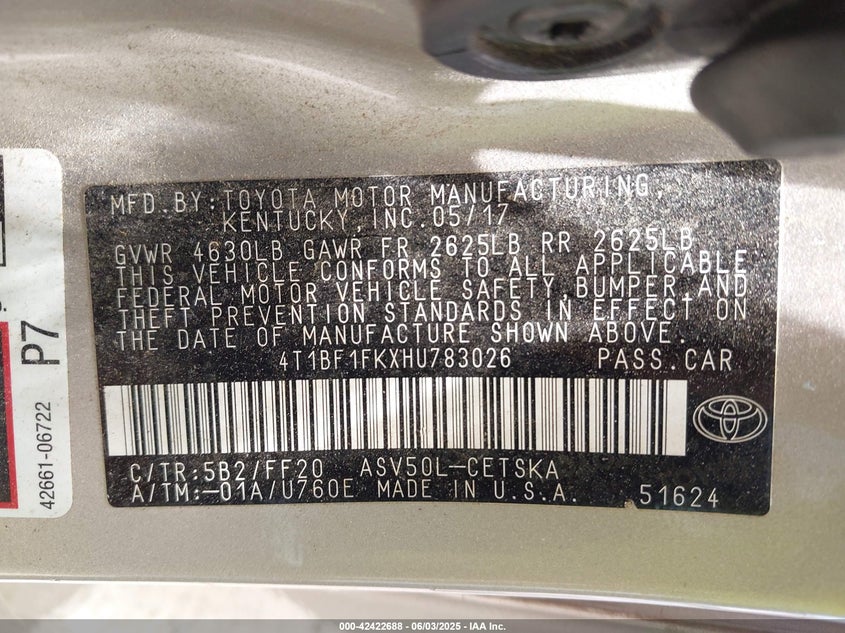 MFD.BY:TOYOTA MOTOR MANUFACTURING,
KENTUCKY,INC.05/17
GVWR 4630LB GAWR FR 2625LB RR 2625LB
THIS VEHICLE CONFORMS TO ALL APPLICABLE
FEDERAL MOTOR VEHICLE SAFETY,BUMPER AND
THEFT PREVENTION STANDARDS IN EFFECT ON
THE DATE OF MANUFACTURE SHOWN ABOVE.
4T1BF1FKXHU783026 PASS.CAR
C/TR:5B2/FF20 ASV50L-CETSKA
A/TM:-01A/U760E MADE IN U.S.A. 51624
P7
42661-06722
000-42422688 - 06/03/2025 - IAA Inc.